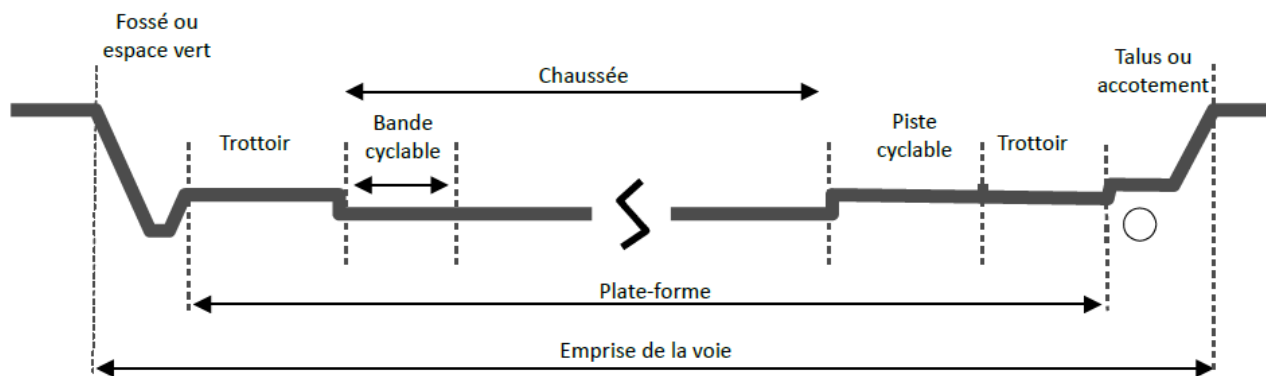 Fossé ou
espace vert
Chaussée
Talus ou
accotement
Trottoir
Bande
cyclable
Piste
cyclable
Trottoir
Plate-forme
Emprise de la voie